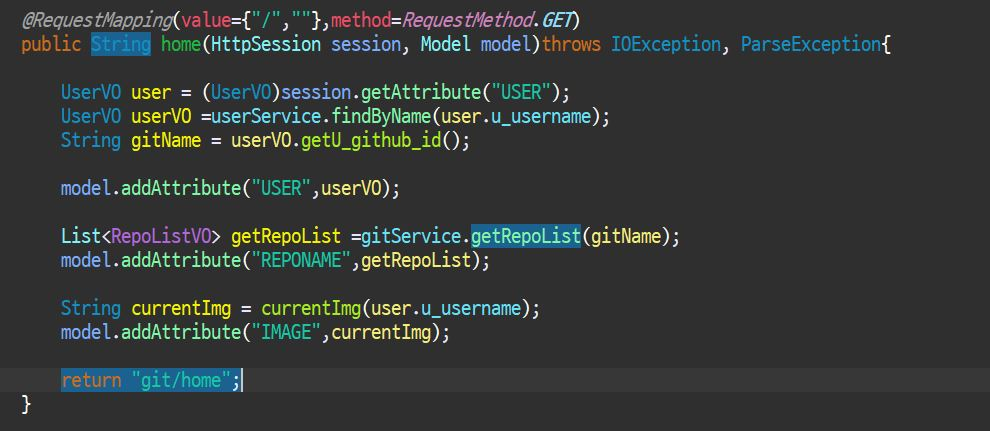 @RequestMapping(value={"/",""},method=RequestMethod.GET)
public String home(HttpSession session, Model model)throws IOException, ParseException{
UserVO user = (UserVO)session.getAttribute("USER");
UserVO userVO =userService.findByName(user.u_username);
String gitName = userVO.getU_github_id();
model.addAttribute("USER",userVO);
List<RepoListVO> getRepoList =gitService.getRepoList(gitName);
model.addAttribute("REPONAME",getRepoList);
String currentImg = currentImg(user.u_username);
model.addAttribute("IMAGE",currentImg);
return "git/home";
}